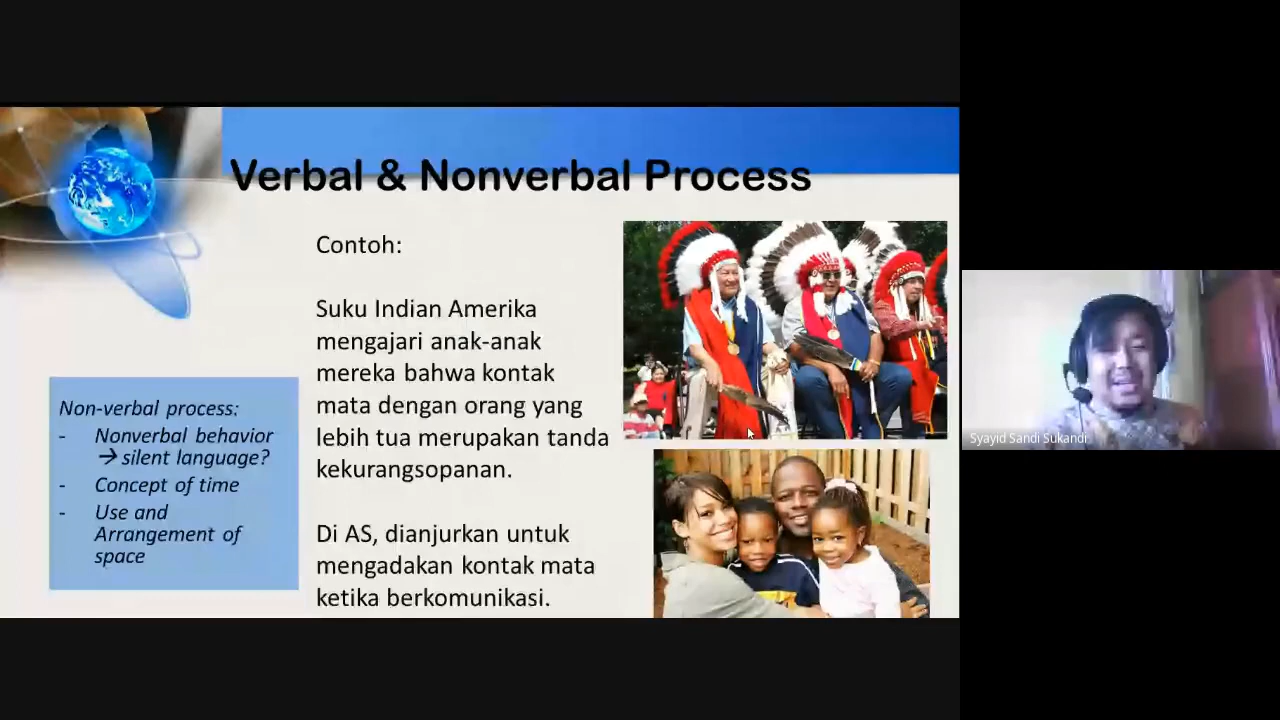 Verbal & Nonverbal Process
Contoh:
Suku Indian Amerika
mengajari anak-anak
mereka bahwa kontak
mata dengan orang yang
lebih tua merupakan tanda
kekurangsopanan.
Di AS, dianjurkan untuk
mengadakan kontak mata
ketika berkomunikasi.
Non-verbal process:
- Nonverbal behavior
→ silent language?
- Concept of time
- Use and
Arrangement of
space
Syayid Sandi Sukandi